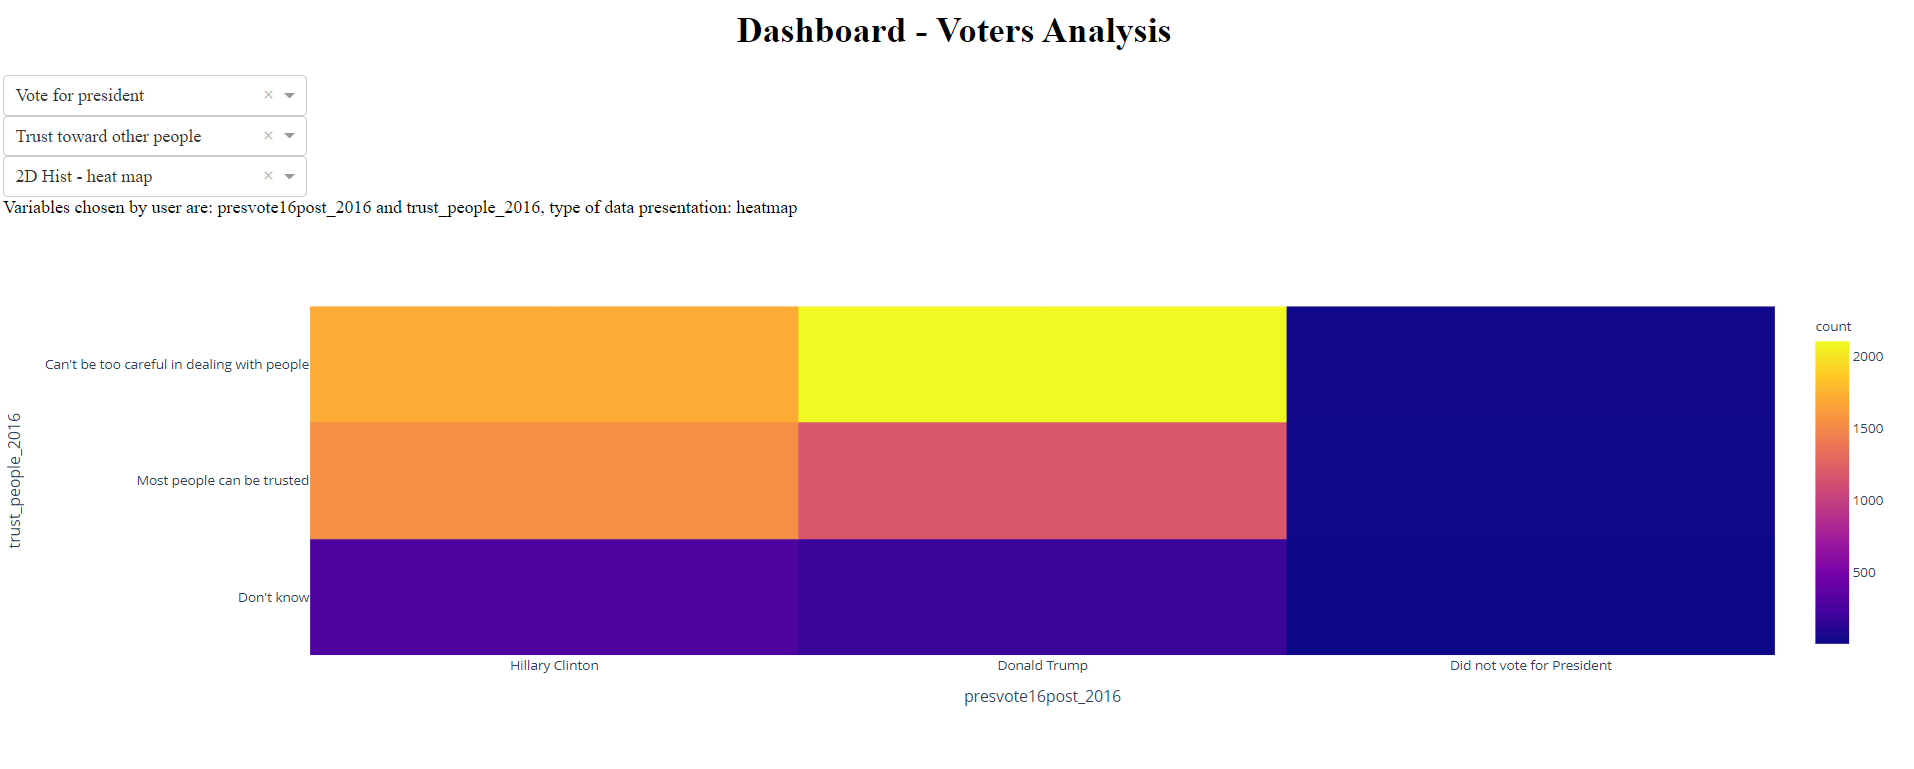 Dashboard - Voters Analysis
Vote for president
Trust toward other people
2D Hist - heat map
Variables chosen by user are: presvote16post_2016 and trust_people_2016, type of data presentation: heatmap
count
2000
1500
1000
500
trust_people_2016
Can't be too careful in dealing with people
Most people can be trusted
Don't know
Hillary Clinton
Donald Trump
Did not vote for President
presvote16post_2016